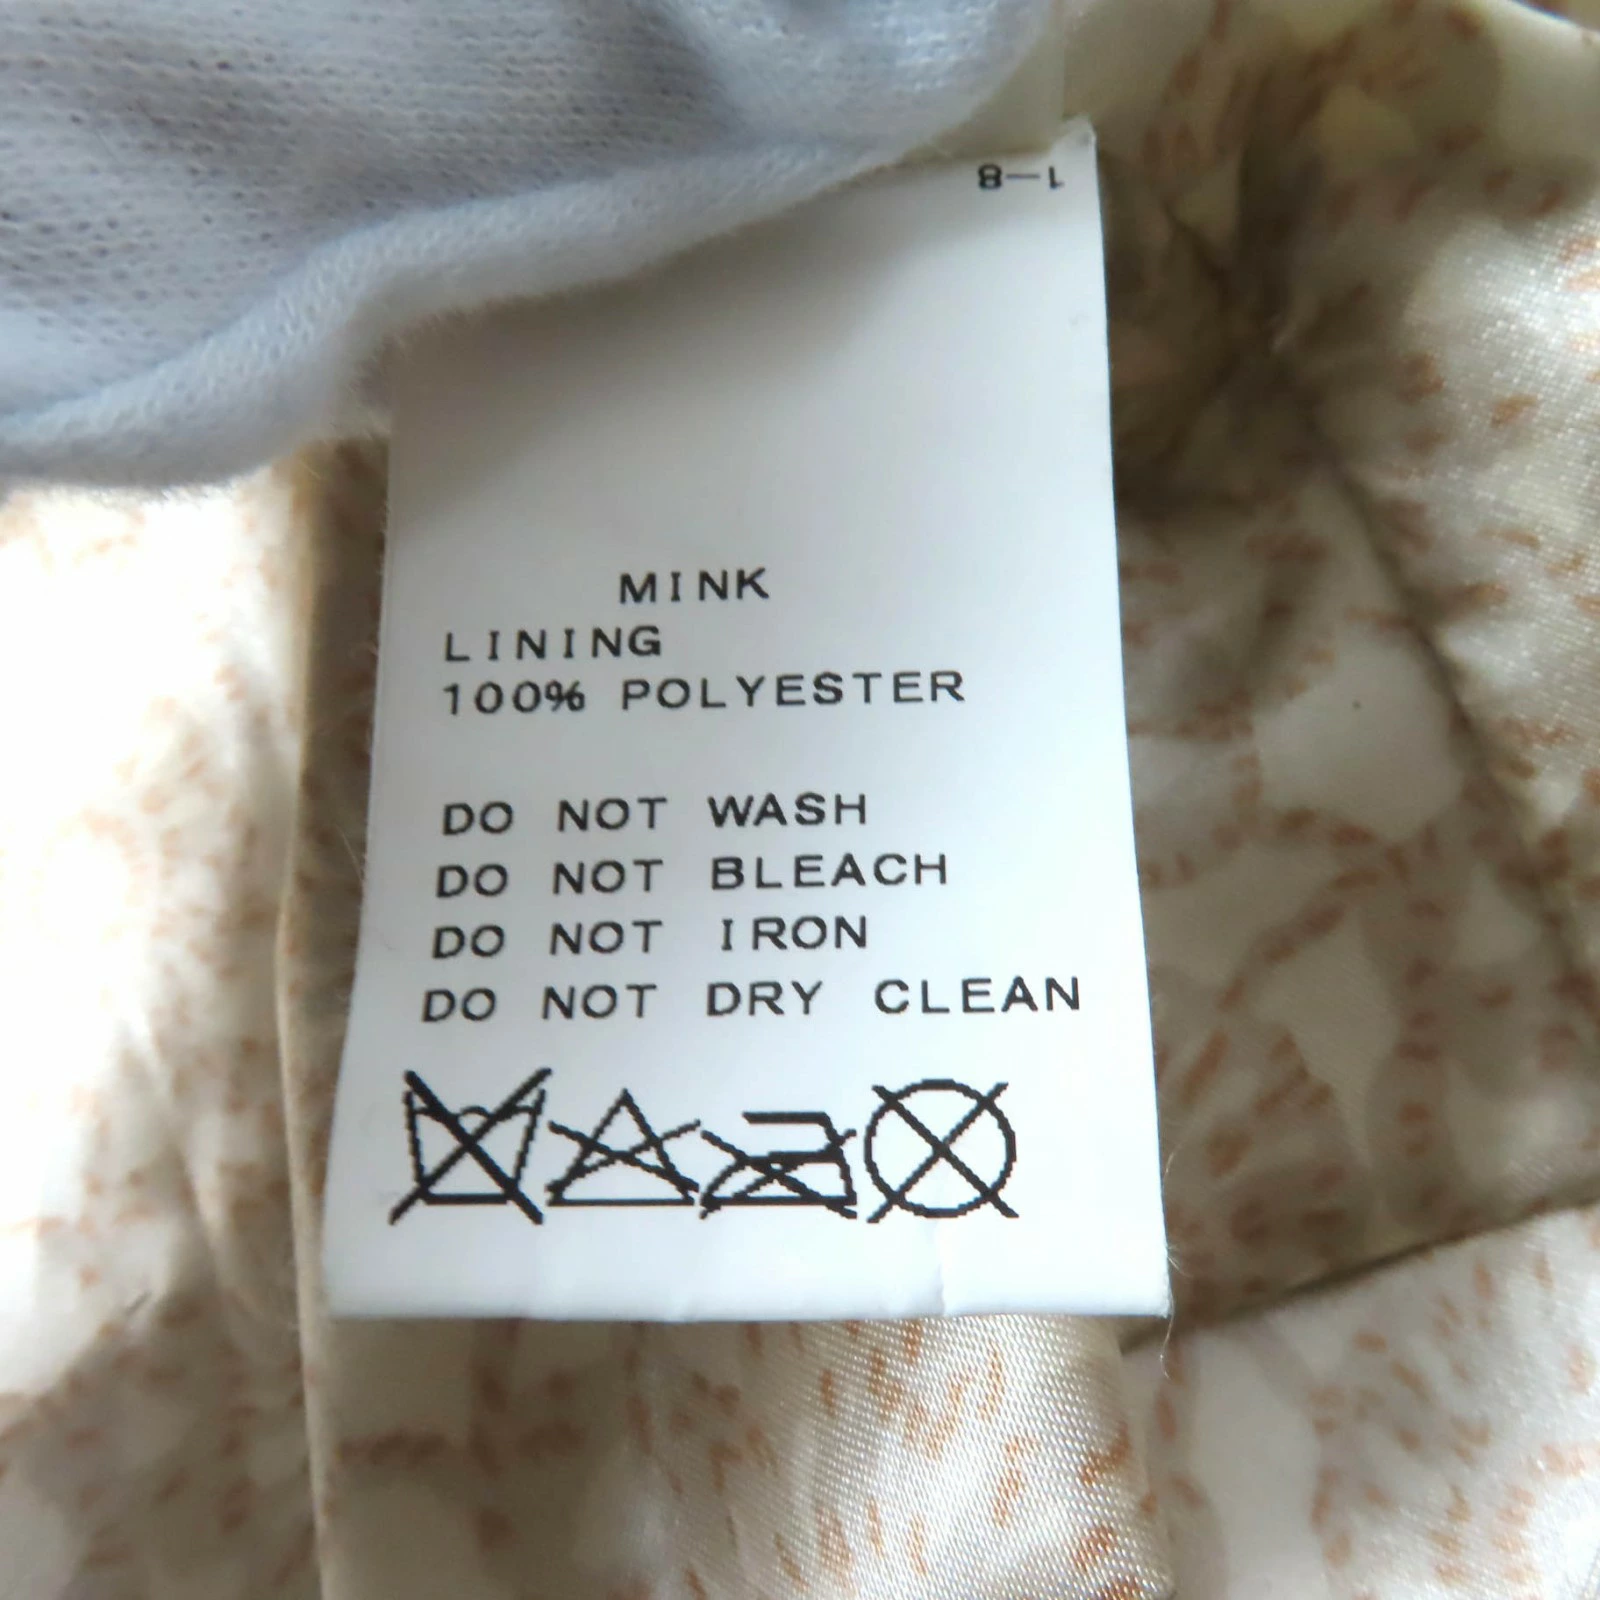 1-8
MINK
LINING
100% POLYESTER
DO NOT WASH
DO NOT BLEACH
DO NOT IRON
DO NOT DRY CLEAN